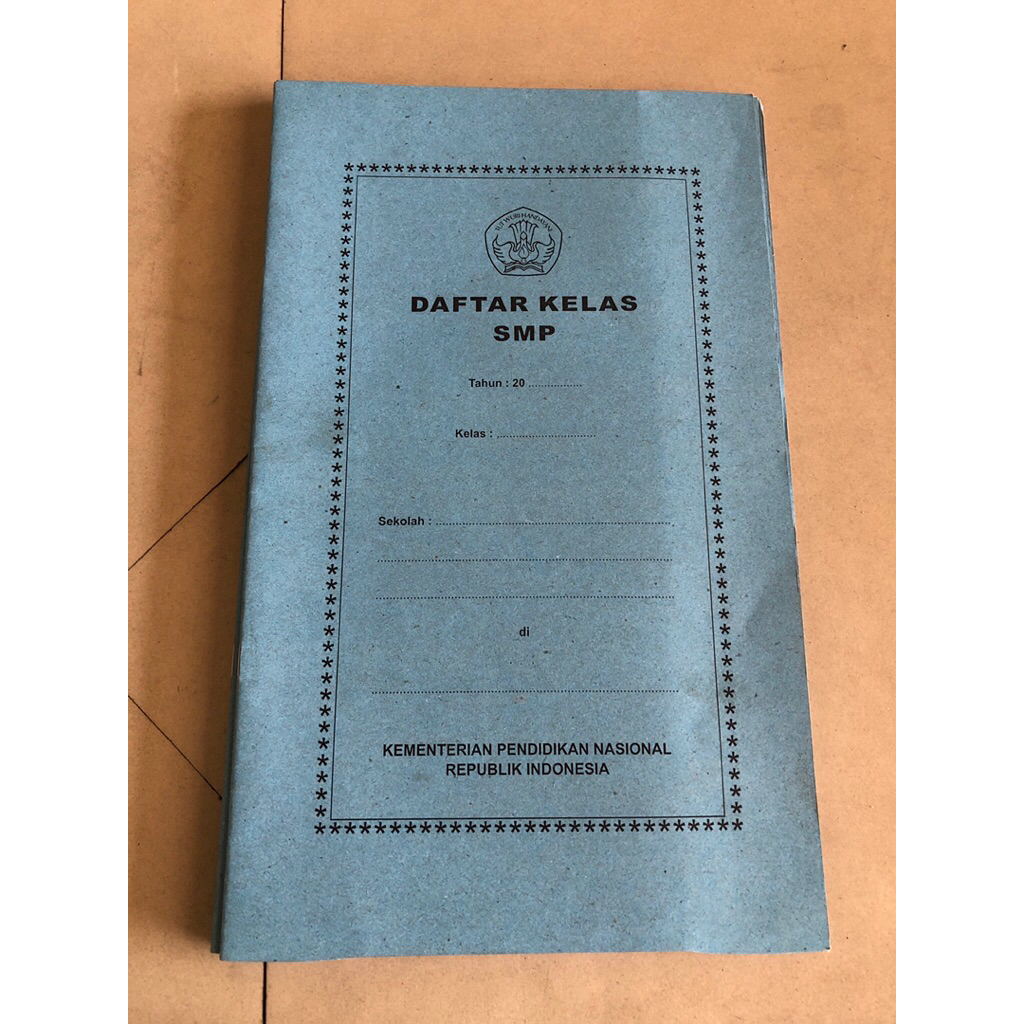 TUT WURI HANDAYANI
DAFTAR KELAS
SMP
Tahun : 20 ................
Kelas : ..............................
Sekolah : ......................................................................
........................................................................................
........................................................................................
di
............................................................................................
KEMENTERIAN PENDIDIKAN NASIONAL
REPUBLIK INDONESIA